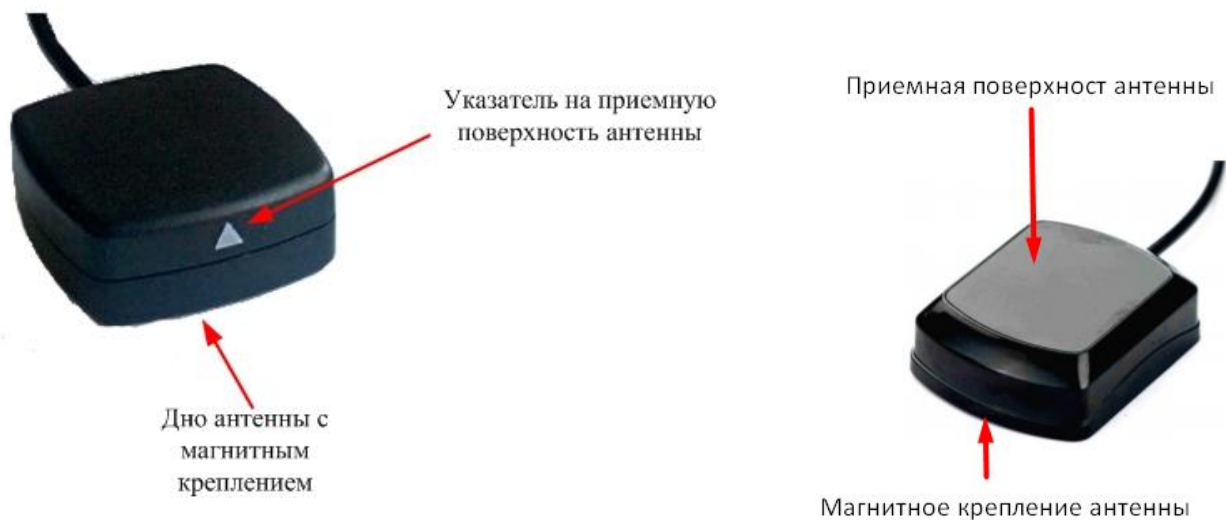 Указатель на приемную
поверхность антенны
Дно антенны с
магнитным
креплением
Приемная поверхност антенны
Магнитное крепление антенны